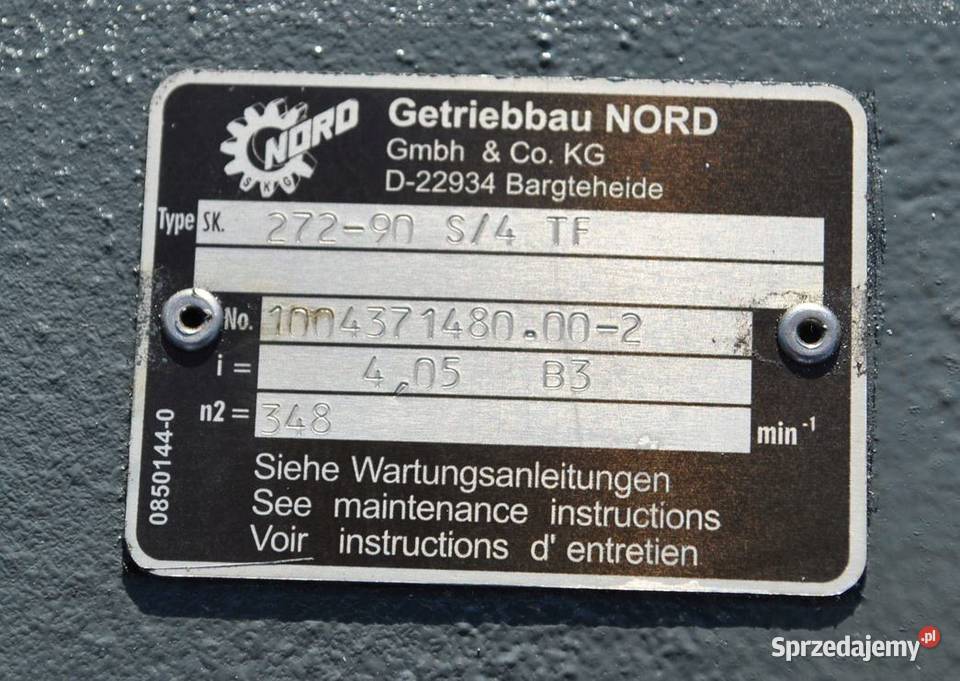 NORD
SKG
Getriebbau NORD
Gmbh & Co. KG
D-22934 Bargteheide
Type SK. 272-90 S/4 TF
No. 1004371480.00-2
i = 4,05 B3
n2 = 348 min-1
0850144-0
Siehe Wartungsanleitungen
See maintenance instructions
Voir instructions d' entretien
Sprzedajemy.pl